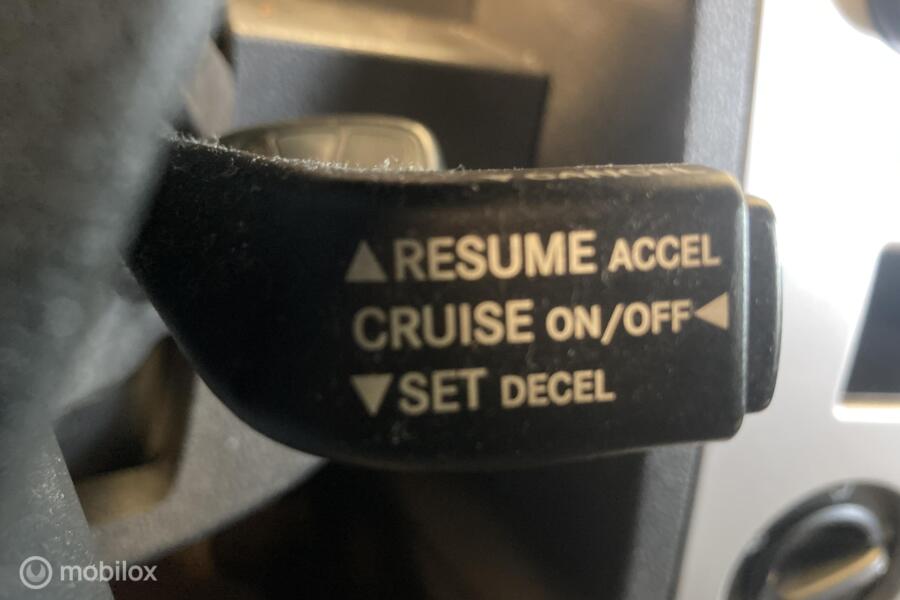 ▲RESUME ACCEL
CRUISE ON/OFF◀
▼SET DECEL
mobilox